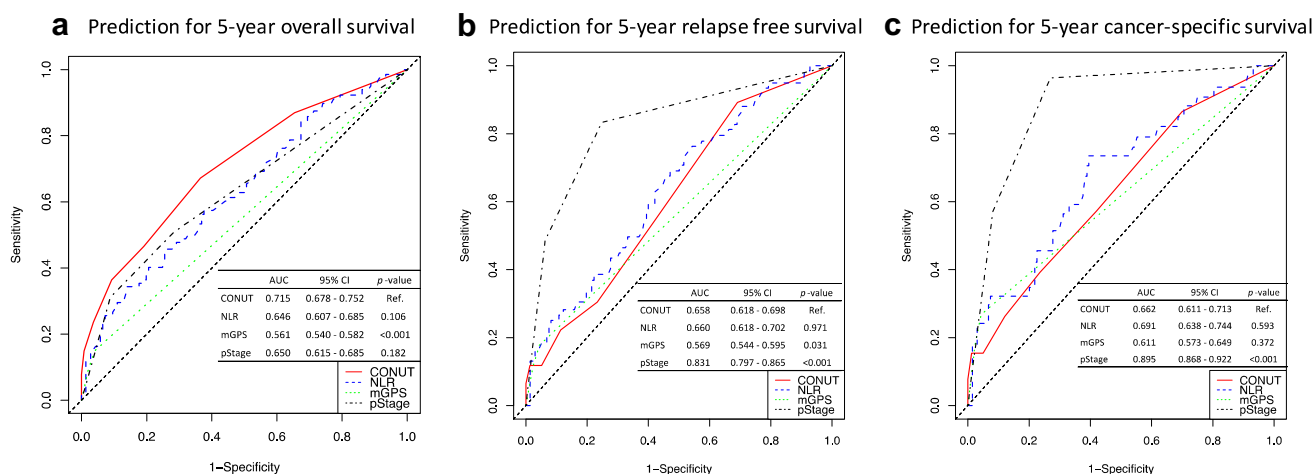 a Prediction for 5-year overall survival
Sensitivity
1.0
0.8
0.6
0.4
0.2
0.0
AUC 95% CI p-value
CONUT 0.715 0.678 - 0.752 Ref.
NLR 0.646 0.607 - 0.685 0.106
mGPS 0.561 0.540 - 0.582 <0.001
pStage 0.650 0.615 - 0.685 0.182
CONUT
NLR
mGPS
pStage
0.0 0.2 0.4 0.6 0.8 1.0
1-Specificity
b Prediction for 5-year relapse free survival
Sensitivity
1.0
0.8
0.6
0.4
0.2
0.0
AUC 95% CI p-value
CONUT 0.658 0.618 - 0.698 Ref.
NLR 0.660 0.618 - 0.702 0.971
mGPS 0.569 0.544 - 0.595 0.031
pStage 0.831 0.797 - 0.865 <0.001
CONUT
NLR
mGPS
pStage
0.0 0.2 0.4 0.6 0.8 1.0
1-Specificity
c Prediction for 5-year cancer-specific survival
Sensitivity
1.0
0.8
0.6
0.4
0.2
0.0
AUC 95% CI p-value
CONUT 0.662 0.611 - 0.713 Ref.
NLR 0.691 0.638 - 0.744 0.593
mGPS 0.611 0.573 - 0.649 0.372
pStage 0.895 0.868 - 0.922 <0.001
CONUT
NLR
mGPS
pStage
0.0 0.2 0.4 0.6 0.8 1.0
1-Specificity